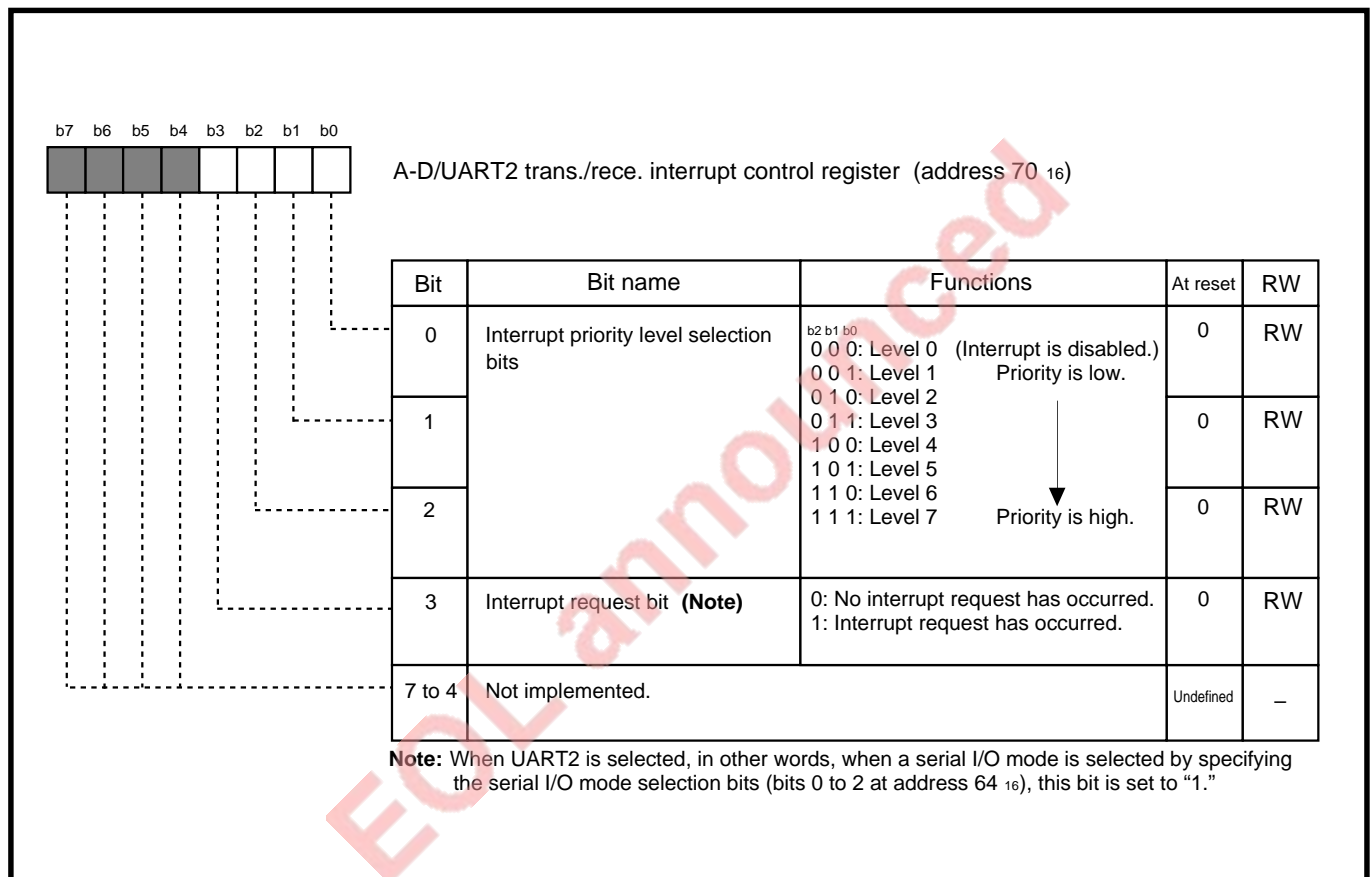 b7 b6 b5 b4 b3 b2 b1 b0
A-D/UART2 trans./rece. interrupt control register (address 70 16)
Bit Bit name Functions At reset RW
0 Interrupt priority level selection bits
b2 b1 b0
0 0 0: Level 0 (Interrupt is disabled.)
0 0 1: Level 1 Priority is low.
0 1 0: Level 2
0 1 1: Level 3
1 0 0: Level 4
1 0 1: Level 5
1 1 0: Level 6
1 1 1: Level 7 Priority is high.
0 RW
1 0 RW
2 0 RW
3 Interrupt request bit (Note) 0: No interrupt request has occurred.
1: Interrupt request has occurred.
0 RW
7 to 4 Not implemented. Undefined –
Note: When UART2 is selected, in other words, when a serial I/O mode is selected by specifying
the serial I/O mode selection bits (bits 0 to 2 at address 64 16), this bit is set to “1.”
EOL announced